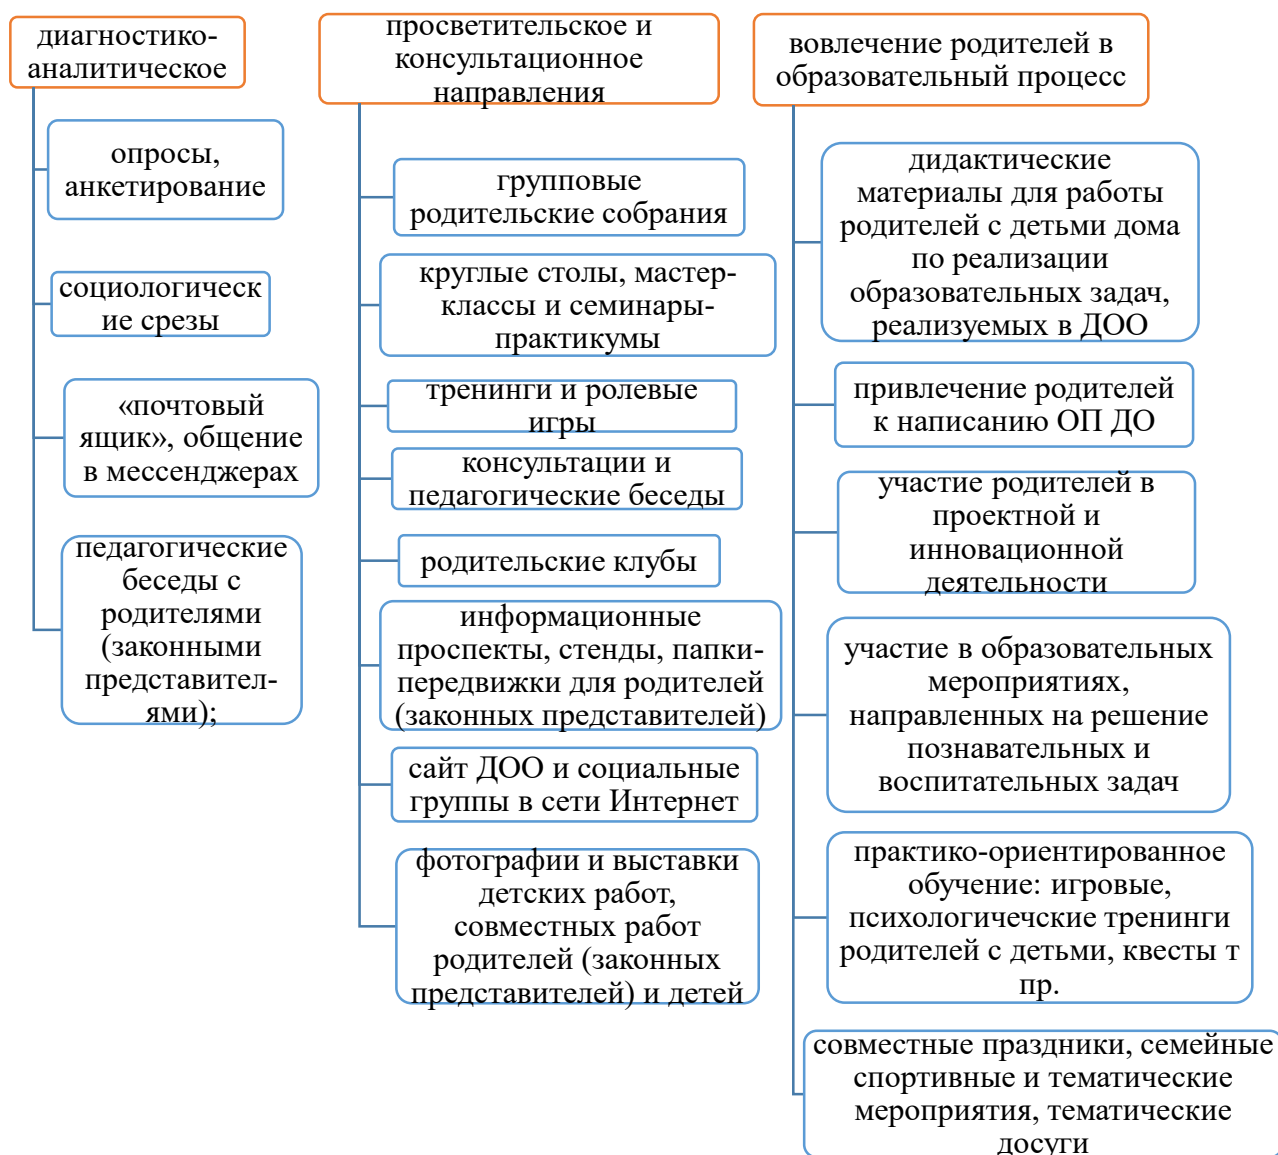 диагностико-
аналитическое
опросы,
анкетирование
социологическ
ие срезы
«почтовый
ящик», общение
в мессенджерах
педагогические
беседы с
родителями
(законными
представител-
ями);
просветительское и
консультационное
направления
групповые
родительские собрания
круглые столы, мастер-
классы и семинары-
практикумы
тренинги и ролевые
игры
консультации и
педагогические беседы
родительские клубы
информационные
проспекты, стенды, папки-
передвижки для родителей
(законных представителей)
сайт ДОО и социальные
группы в сети Интернет
фотографии и выставки
детских работ,
совместных работ
родителей (законных
представителей) и детей
вовлечение родителей в
образовательный процесс
дидактические
материалы для работы
родителей с детьми дома
по реализации
образовательных задач,
реализуемых в ДОО
привлечение родителей
к написанию ОП ДО
участие родителей в
проектной и
инновационной
деятельности
участие в образовательных
мероприятиях,
направленных на решение
познавательных и
воспитательных задач
практико-ориентированное
обучение: игровые,
психологичечские тренинги
родителей с детьми, квесты т
пр.
совместные праздники, семейные
спортивные и тематические
мероприятия, тематические
досуги